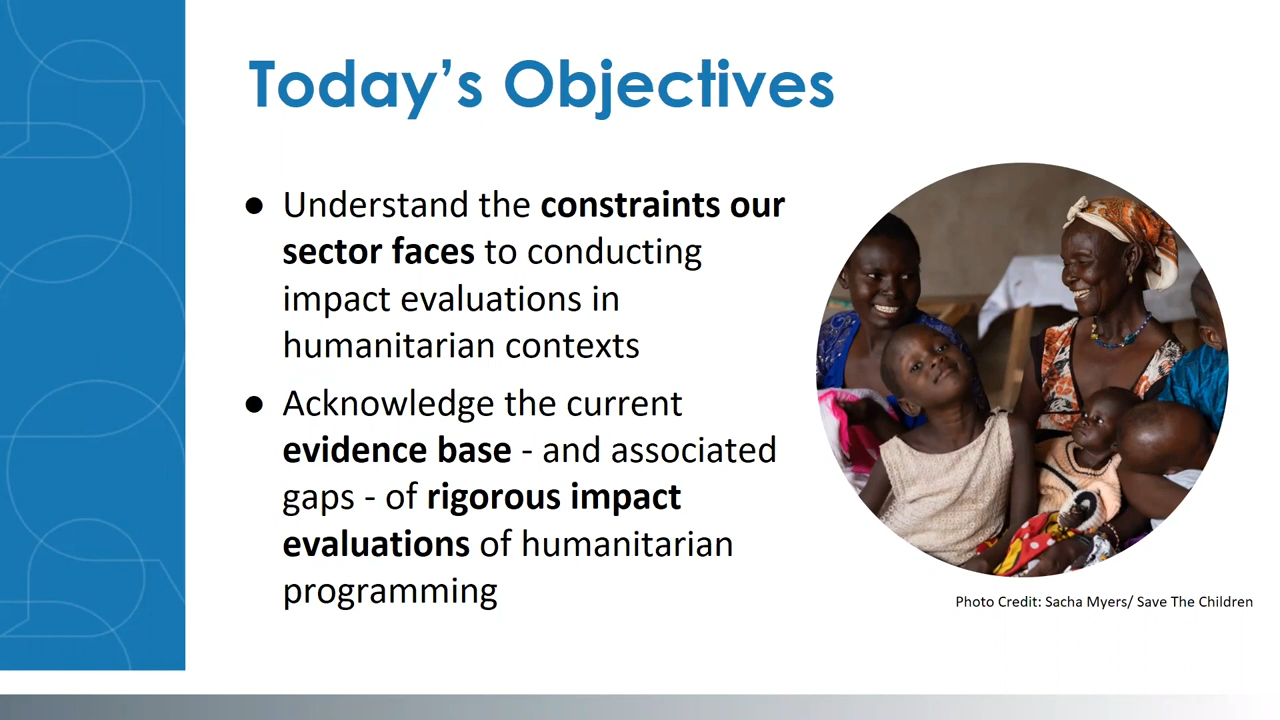 Today’s Objectives
● Understand the constraints our
sector faces to conducting
impact evaluations in
humanitarian contexts
● Acknowledge the current
evidence base - and associated
gaps - of rigorous impact
evaluations of humanitarian
programming
Photo Credit: Sacha Myers/ Save The Children